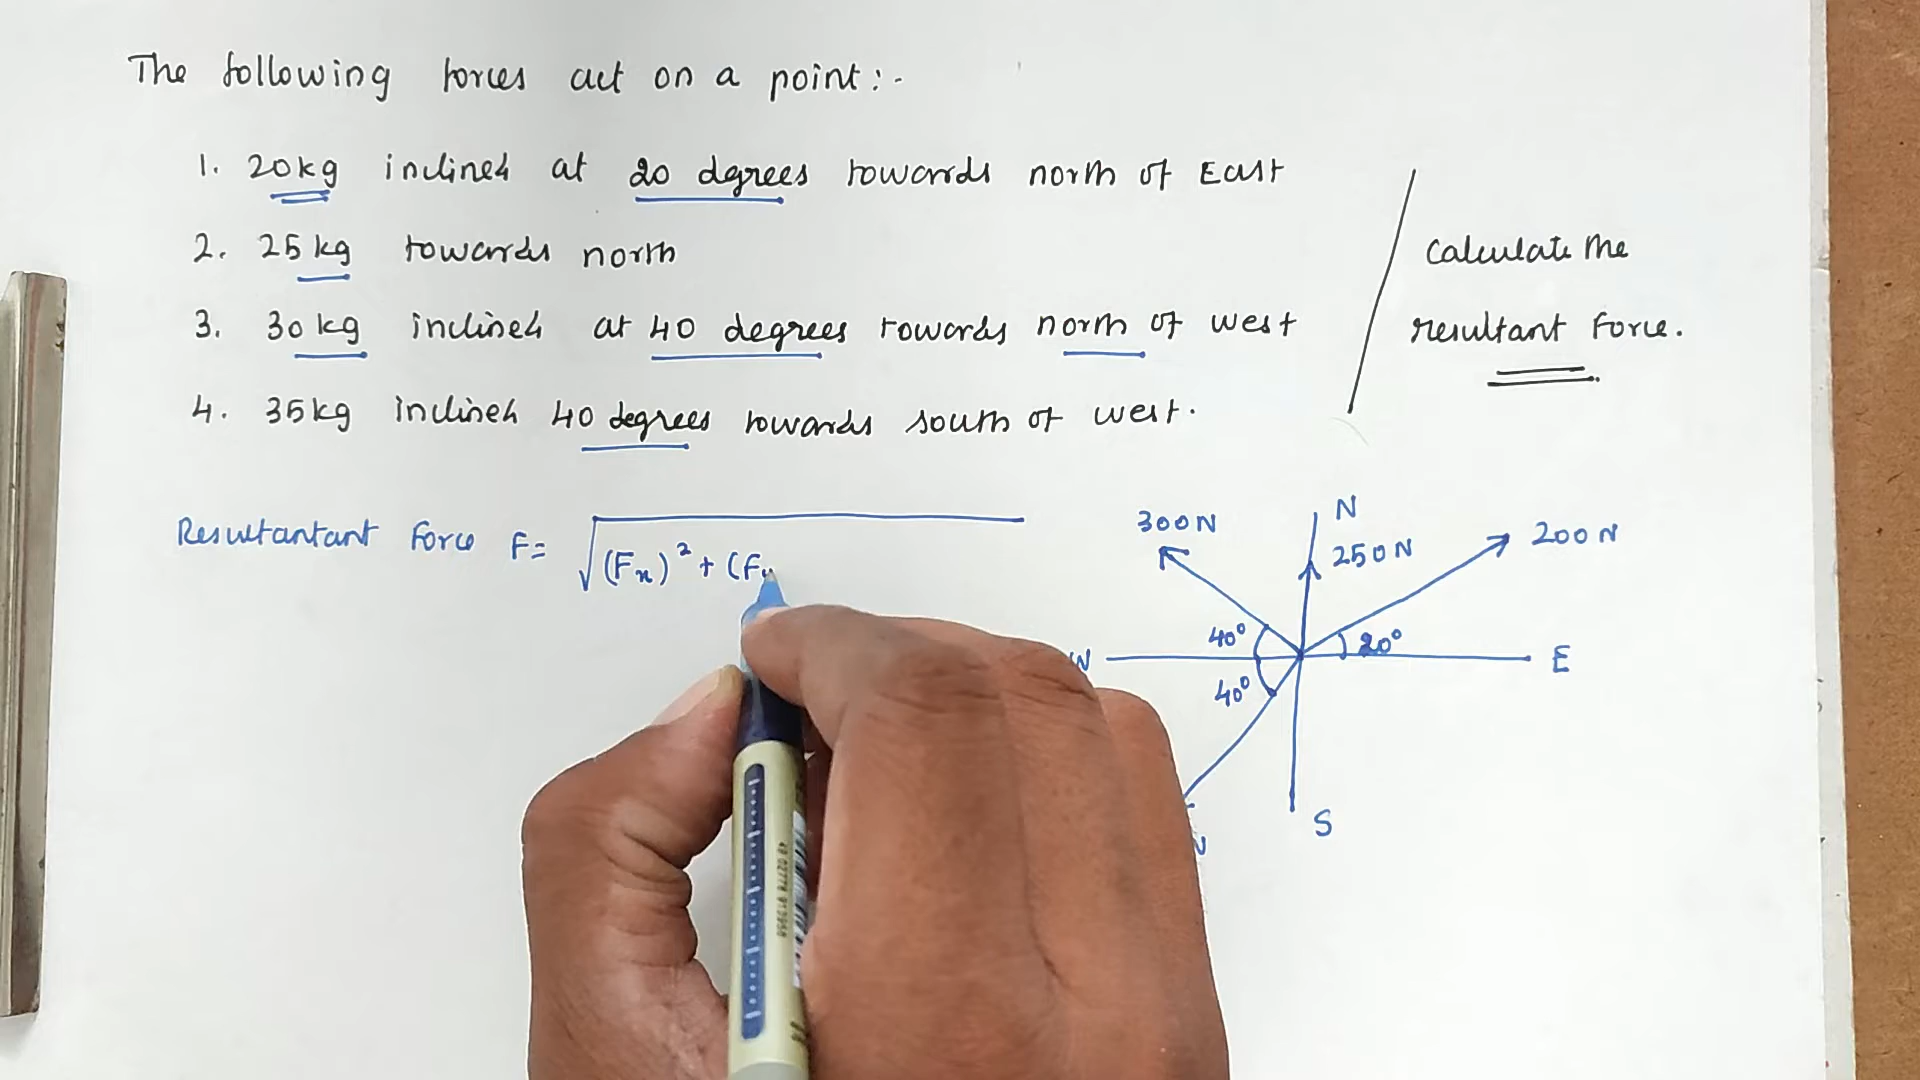 The following forces act on a point:-
1. 20kg inclined at 20 dgrees towards north of East
2. 25kg towards north
3. 30kg inclined at 40 degrees towards north of west
4. 35kg inclined 40 degrees towards south of west.
Calculate the
resultant Force.
Resultantant Force F= √(Fx)² + (F
300N
N
250N
200N
40°
20°
W
E
40°
S
N